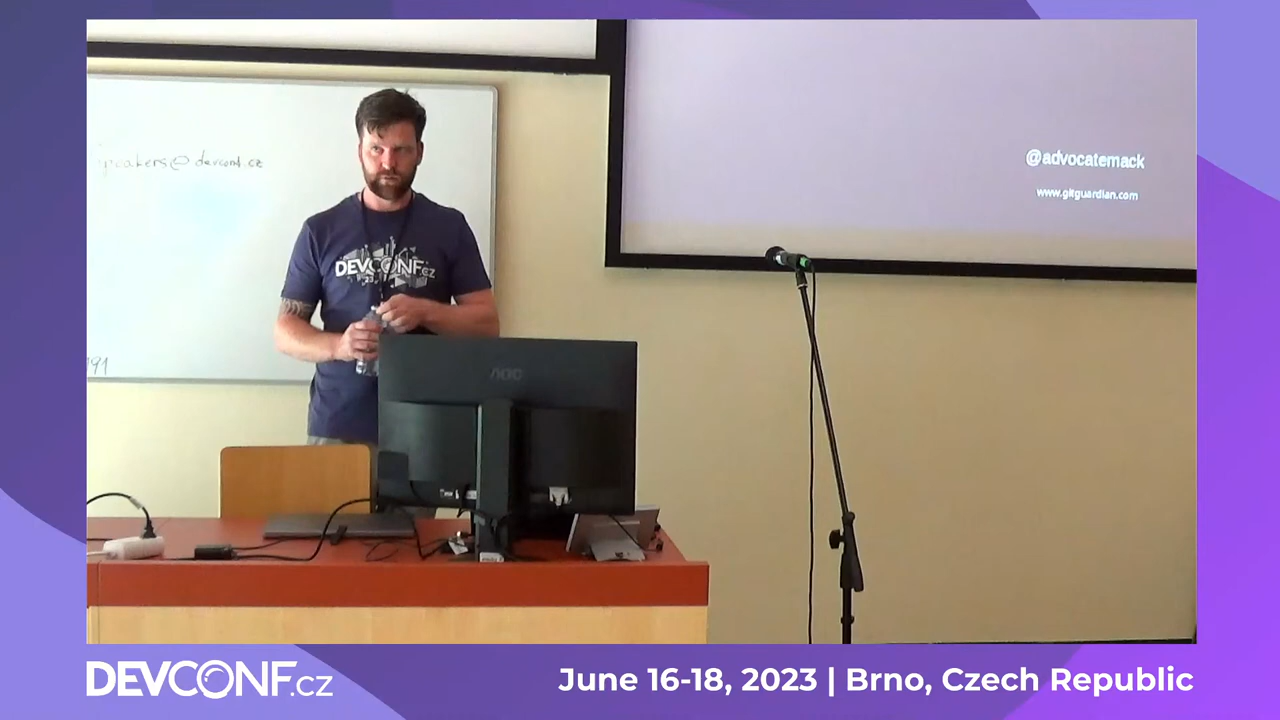 speakers@devconf.cz
@advocatemack
www.gitguardian.com
DEVCONF.CZ
AOC
191
DEVCONF.CZ
June 16-18, 2023 | Brno, Czech Republic